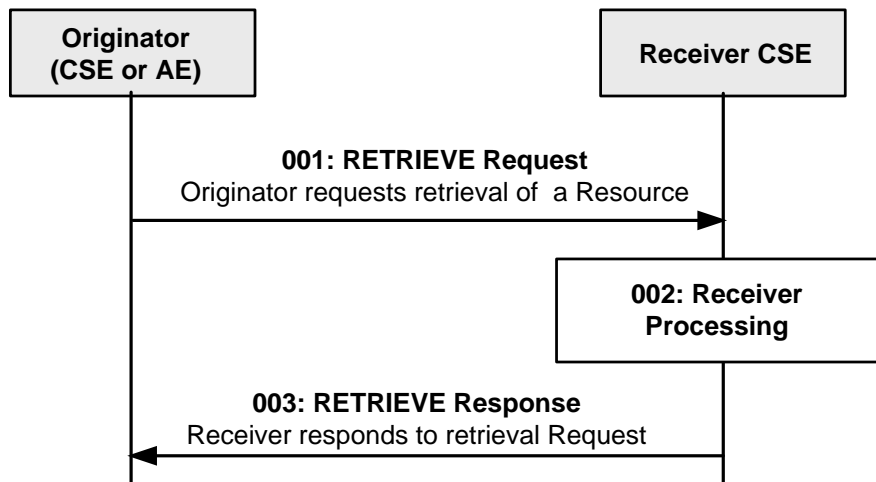 Originator
(CSE or AE)
Receiver CSE
001: RETRIEVE Request
Originator requests retrieval of a Resource
002: Receiver
Processing
003: RETRIEVE Response
Receiver responds to retrieval Request